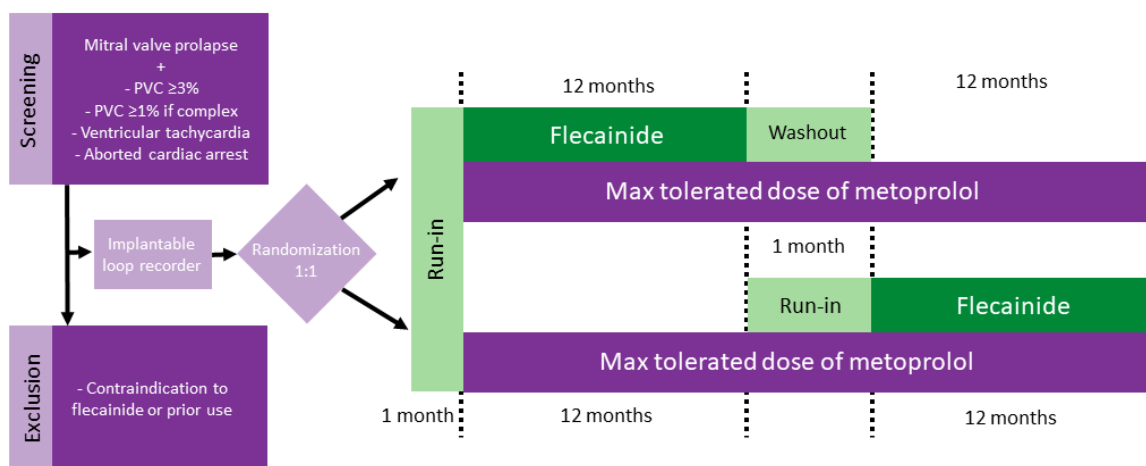 Screening
Mitral valve prolapse
+
- PVC ≥3%
- PVC ≥1% if complex
- Ventricular tachycardia
- Aborted cardiac arrest
Implantable
loop recorder
Randomization
1:1
Exclusion
- Contraindication to
flecainide or prior use
Run-in
1 month
12 months
12 months
Flecainide
Washout
Max tolerated dose of metoprolol
1 month
Run-in
Flecainide
Max tolerated dose of metoprolol
12 months
12 months